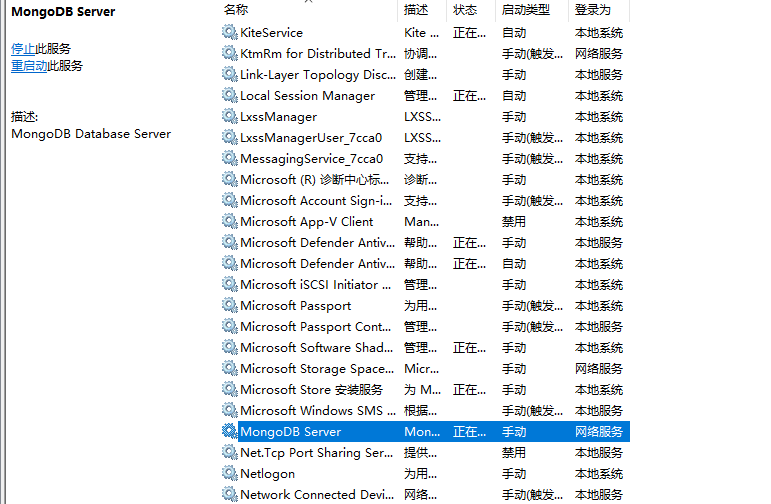 MongoDB Server
停止此服务
重启动此服务
描述:
MongoDB Database Server
名称 描述 状态 启动类型 登录为
KiteService Kite ... 正在... 自动 本地系统
KtmRm for Distributed Tr... 协调... 手动(触发... 网络服务
Link-Layer Topology Disc... 创建... 手动 本地服务
Local Session Manager 管理... 正在... 自动 本地系统
LxssManager LXSS... 手动 本地系统
LxssManagerUser_7cca0 LXSS... 手动(触发... 本地系统
MessagingService_7cca0 支持... 手动(触发... 本地系统
Microsoft (R) 诊断中心标... 诊断... 手动 本地系统
Microsoft Account Sign-i... 支持... 手动(触发... 本地系统
Microsoft App-V Client Man... 禁用 本地系统
Microsoft Defender Antiv... 帮助... 正在... 手动 本地服务
Microsoft Defender Antiv... 帮助... 正在... 自动 本地系统
Microsoft iSCSI Initiator ... 管理... 手动 本地系统
Microsoft Passport 为用... 手动(触发... 本地系统
Microsoft Passport Cont... 管理... 手动(触发... 本地服务
Microsoft Software Shad... 管理... 正在... 手动 本地系统
Microsoft Storage Space... Micr... 手动 网络服务
Microsoft Store 安装服务 为 M... 正在... 手动 本地系统
Microsoft Windows SMS ... 根据... 手动(触发... 本地服务
MongoDB Server Mon... 正在... 手动 网络服务
Net.Tcp Port Sharing Ser... 提供... 禁用 本地服务
Netlogon 为用... 手动 本地系统
Network Connected Devi... 网络... 手动(触发... 本地服务